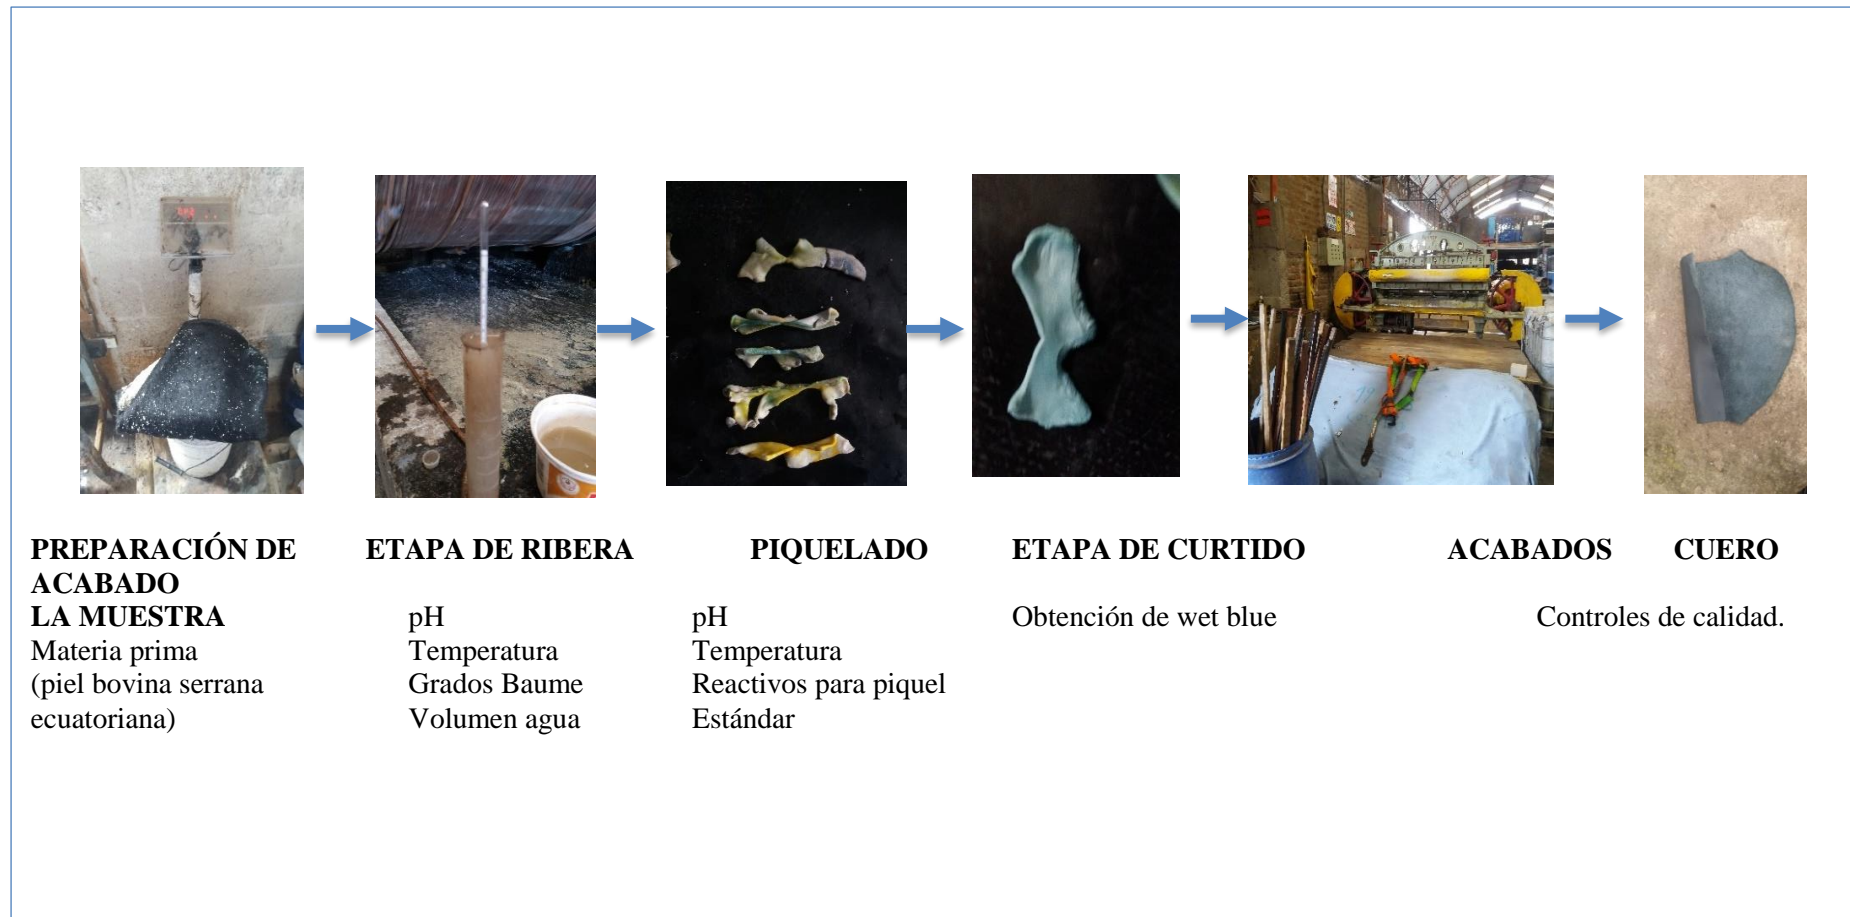 PREPARACIÓN DE ETAPA DE RIBERA PIQUELADO ETAPA DE CURTIDO ACABADOS CUERO
ACABADO
LA MUESTRA pH pH Obtención de wet blue Controles de calidad.
Materia prima Temperatura Temperatura
(piel bovina serrana Grados Baume Reactivos para piquel
ecuatoriana) Volumen agua Estándar